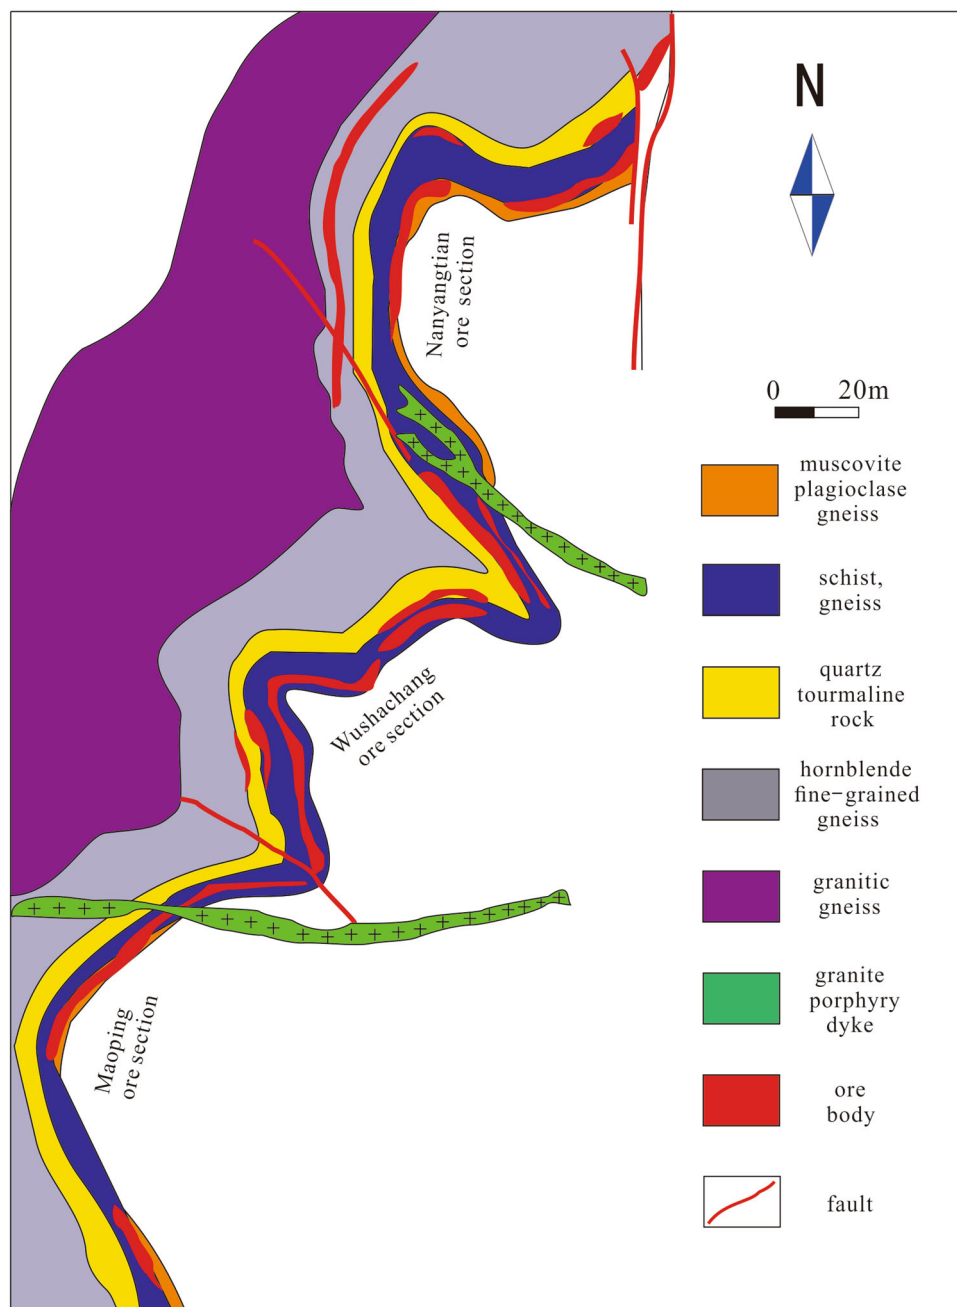 N
Nanyangtian
ore section
0 20m
muscovite
plagioclase
gneiss
schist,
gneiss
quartz
tourmaline
rock
Wushachang
ore section
hornblende
fine-grained
gneiss
granitic
gneiss
granite
porphyry
dyke
Maoping
ore section
ore
body
fault